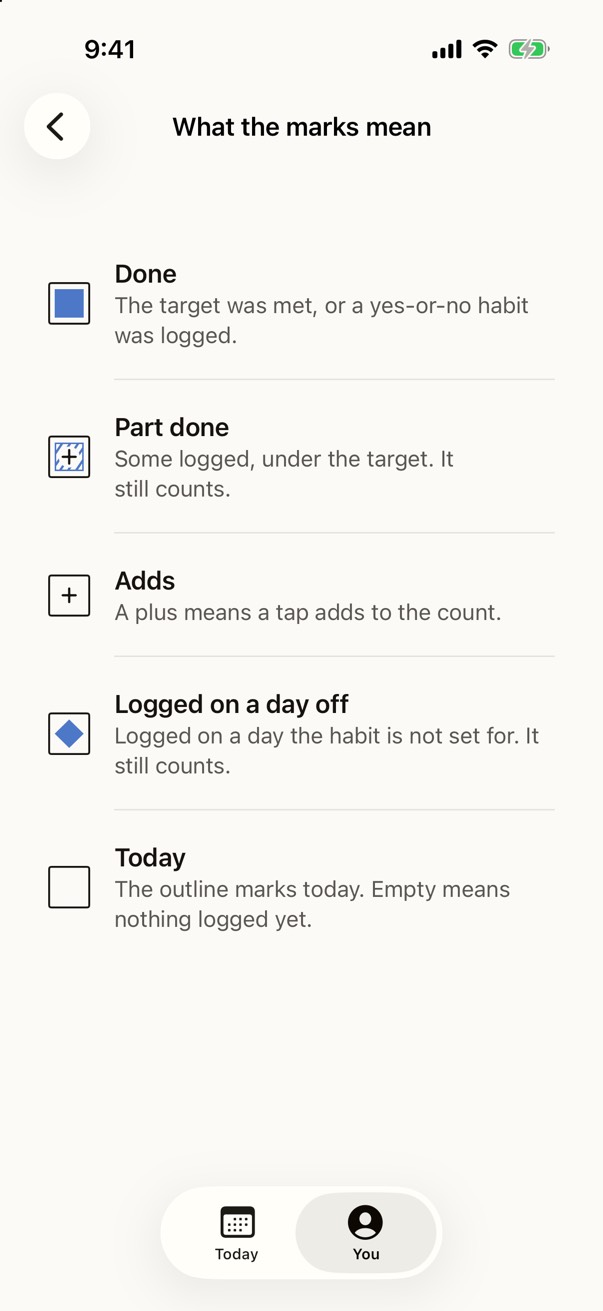 9:41
What the marks mean
Done
The target was met, or a yes-or-no habit
was logged.
Part done
Some logged, under the target. It
still counts.
Adds
A plus means a tap adds to the count.
Logged on a day off
Logged on a day the habit is not set for. It
still counts.
Today
The outline marks today. Empty means
nothing logged yet.
Today
You